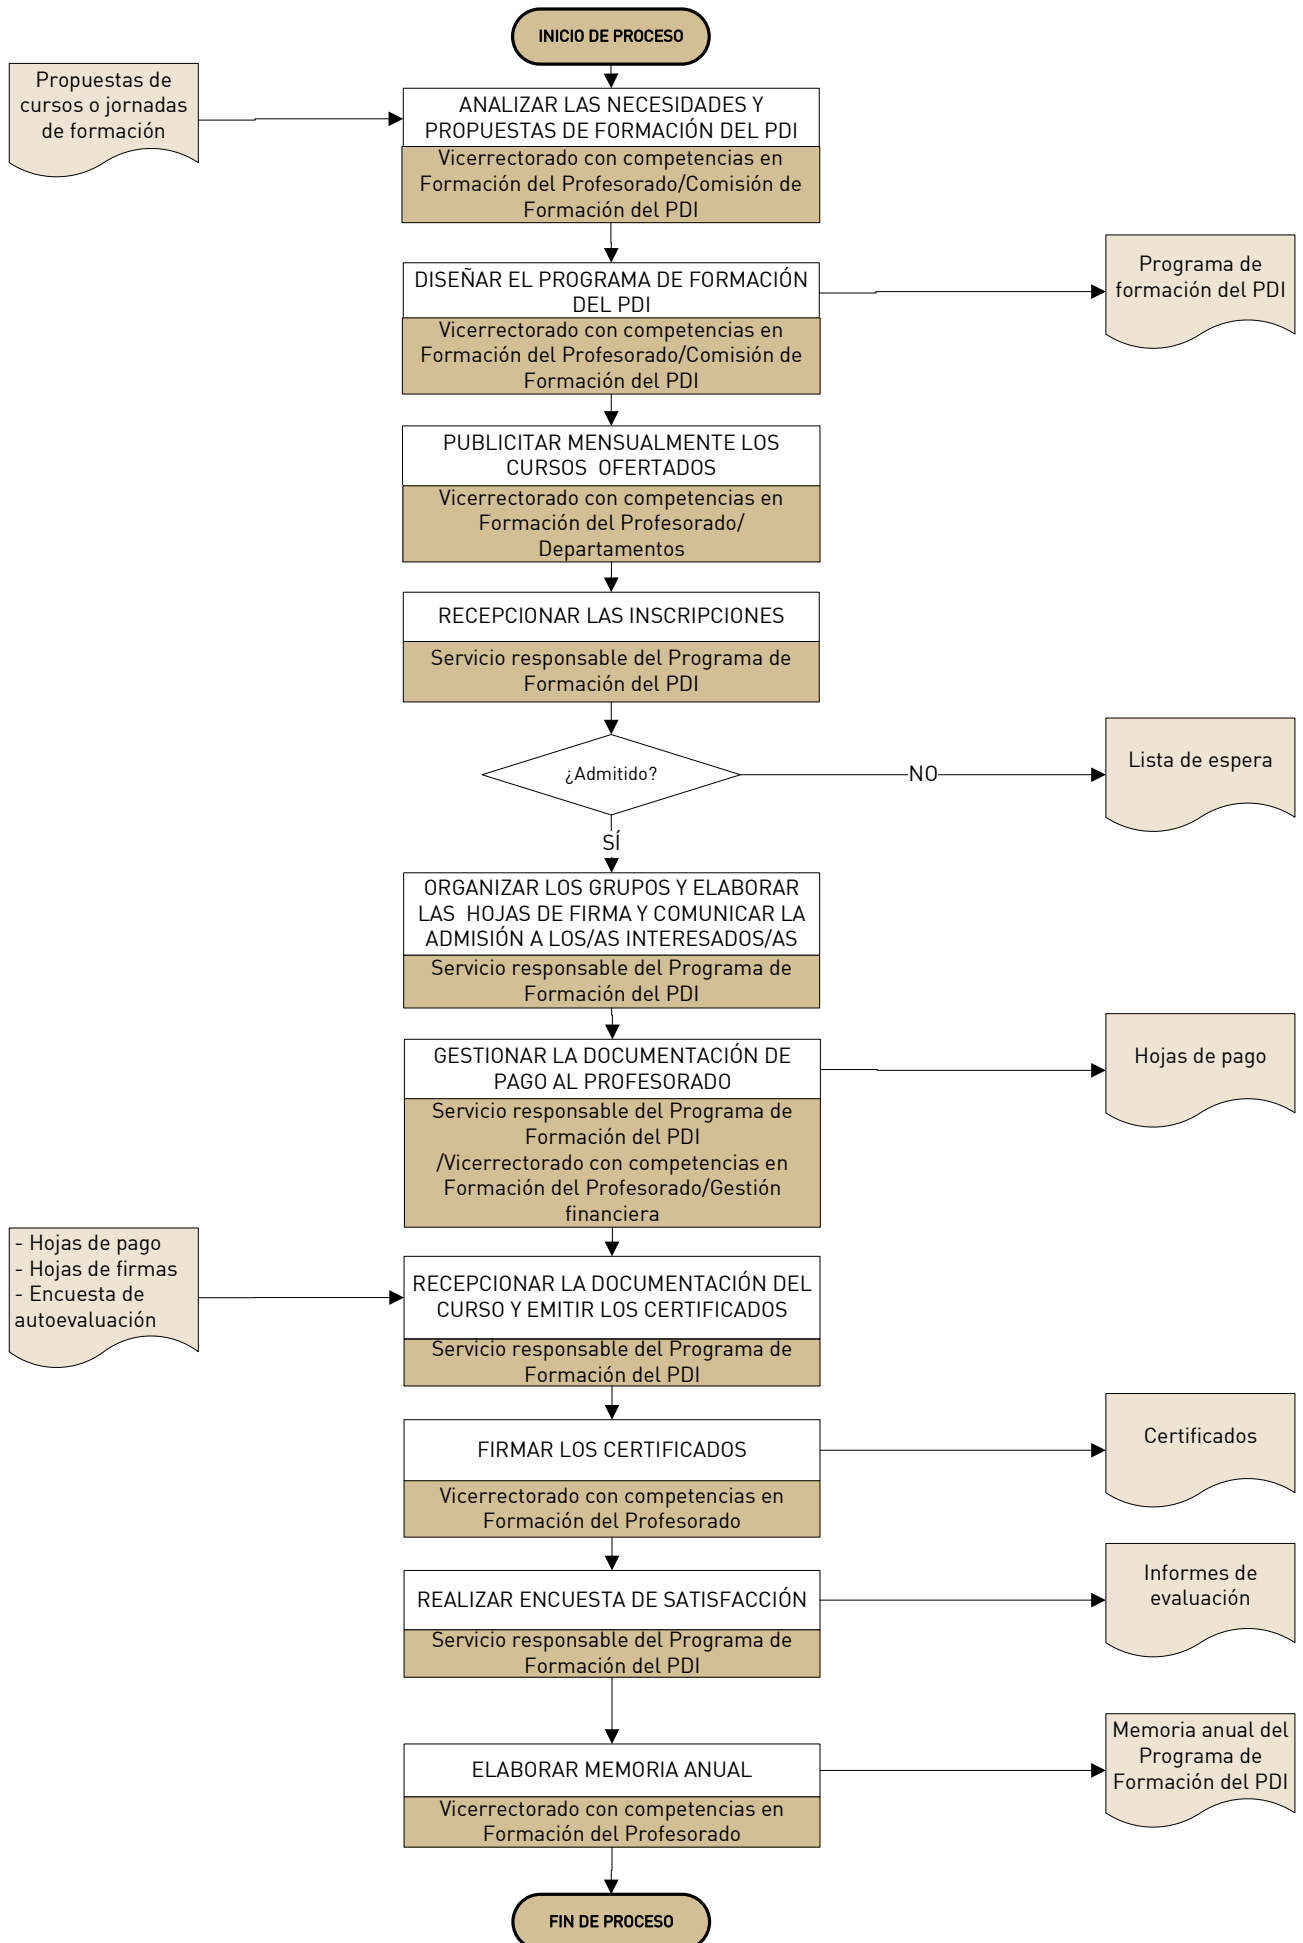 INICIO DE PROCESO
Propuestas de
cursos o jornadas
de formación
ANALIZAR LAS NECESIDADES Y
PROPUESTAS DE FORMACIÓN DEL PDI
Vicerrectorado con competencias en
Formación del Profesorado/Comisión de
Formación del PDI
DISEÑAR EL PROGRAMA DE FORMACIÓN
DEL PDI
Vicerrectorado con competencias en
Formación del Profesorado/Comisión de
Formación del PDI
Programa de
formación del PDI
PUBLICITAR MENSUALMENTE LOS
CURSOS OFERTADOS
Vicerrectorado con competencias en
Formación del Profesorado/
Departamentos
RECEPCIONAR LAS INSCRIPCIONES
Servicio responsable del Programa de
Formación del PDI
¿Admitido?
NO
Lista de espera
SÍ
ORGANIZAR LOS GRUPOS Y ELABORAR
LAS HOJAS DE FIRMA Y COMUNICAR LA
ADMISIÓN A LOS/AS INTERESADOS/AS
Servicio responsable del Programa de
Formación del PDI
GESTIONAR LA DOCUMENTACIÓN DE
PAGO AL PROFESORADO
Servicio responsable del Programa de
Formación del PDI
/Vicerrectorado con competencias en
Formación del Profesorado/Gestión
financiera
Hojas de pago
- Hojas de pago
- Hojas de firmas
- Encuesta de
autoevaluación
RECEPCIONAR LA DOCUMENTACIÓN DEL
CURSO Y EMITIR LOS CERTIFICADOS
Servicio responsable del Programa de
Formación del PDI
FIRMAR LOS CERTIFICADOS
Vicerrectorado con competencias en
Formación del Profesorado
Certificados
REALIZAR ENCUESTA DE SATISFACCIÓN
Servicio responsable del Programa de
Formación del PDI
Informes de
evaluación
ELABORAR MEMORIA ANUAL
Vicerrectorado con competencias en
Formación del Profesorado
Memoria anual del
Programa de
Formación del PDI
FIN DE PROCESO